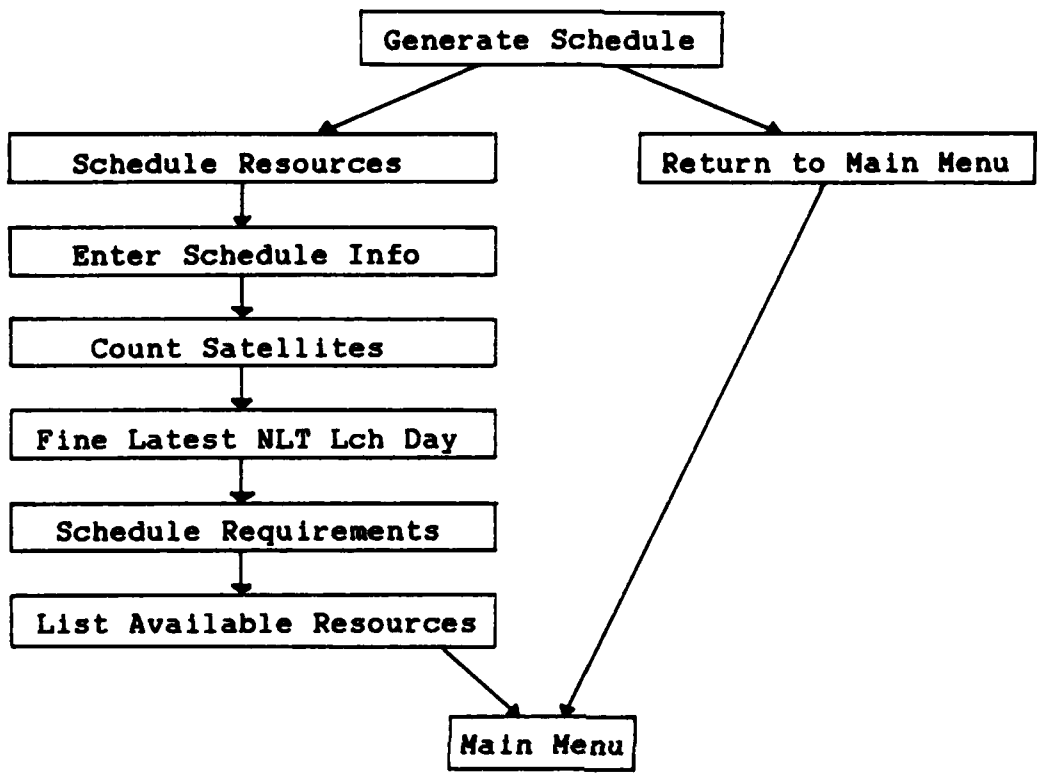 Generate Schedule
Schedule Resources
Return to Main Menu
Enter Schedule Info
Count Satellites
Fine Latest NLT Lch Day
Schedule Requirements
List Available Resources
Main Menu